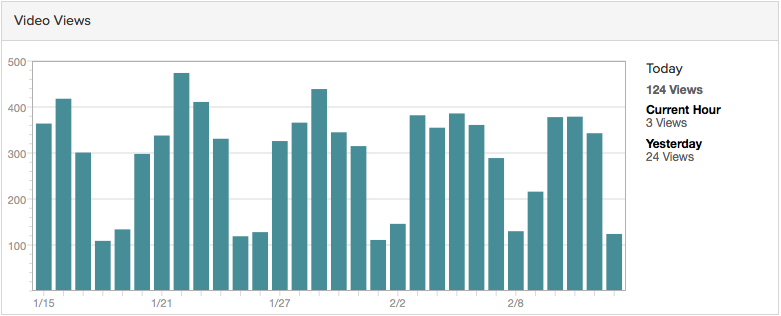 Video Views
500
400
300
200
100
1/15 1/21 1/27 2/2 2/8
Today
124 Views
Current Hour
3 Views
Yesterday
24 Views